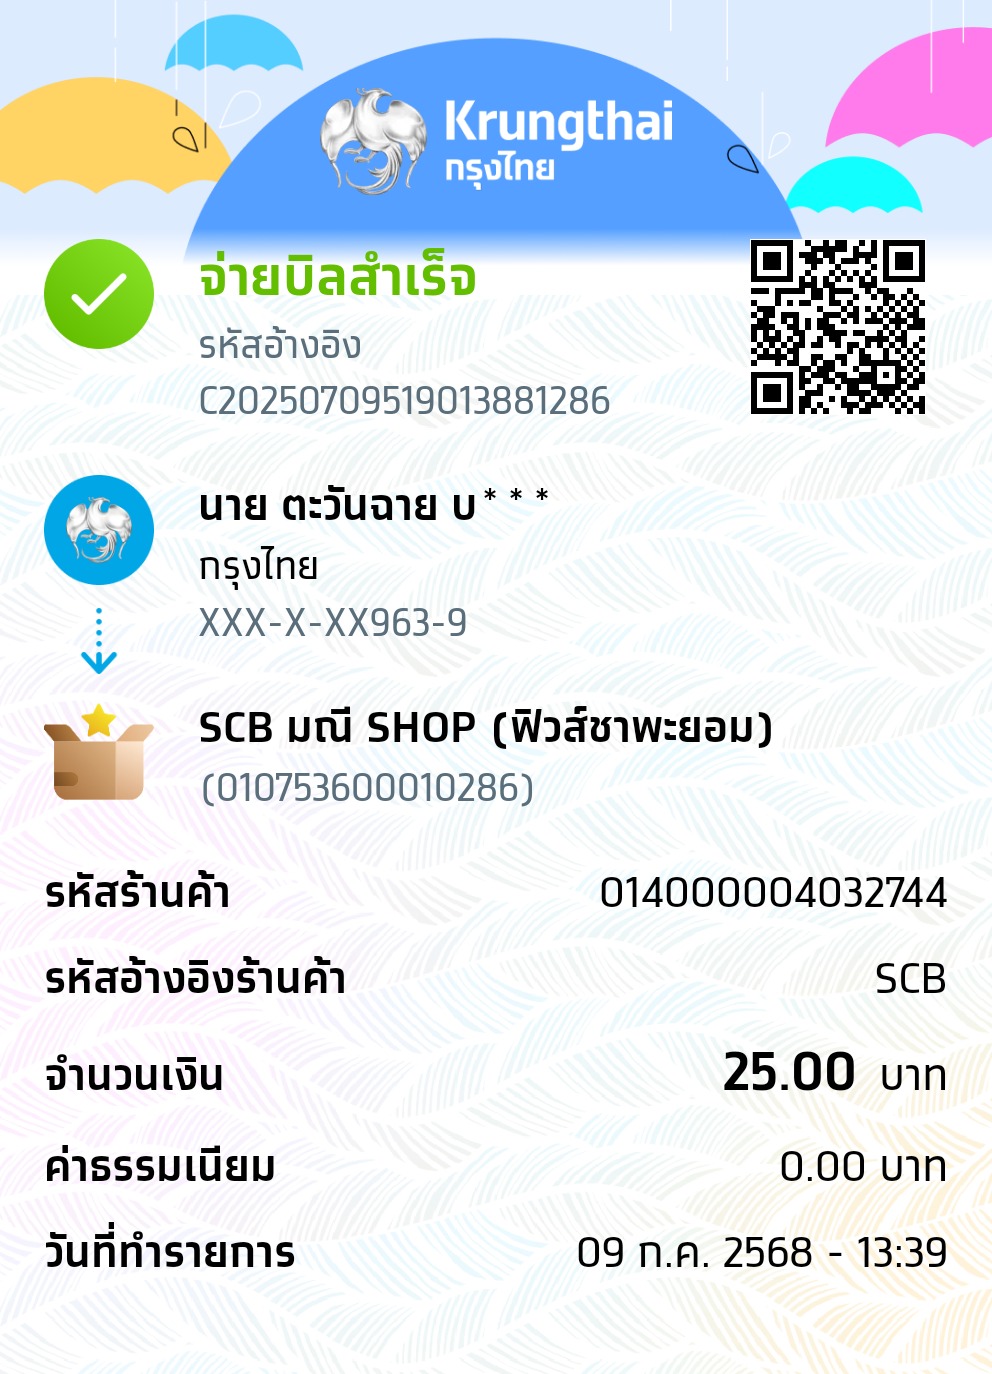 Krungthai
กรุงไทย
จ่ายบิลสำเร็จ
รหัสอ้างอิง
C20250709519013881286
นาย ตะวันฉาย บ***
กรุงไทย
XXX-X-XX963-9
SCB มณี SHOP (ฟิวส์ชาพะยอม)
(010753600010286)
รหัสร้านค้า 014000004032744
รหัสอ้างอิงร้านค้า SCB
จำนวนเงิน 25.00 บาท
ค่าธรรมเนียม 0.00 บาท
วันที่ทำรายการ 09 ก.ค. 2568 - 13:39